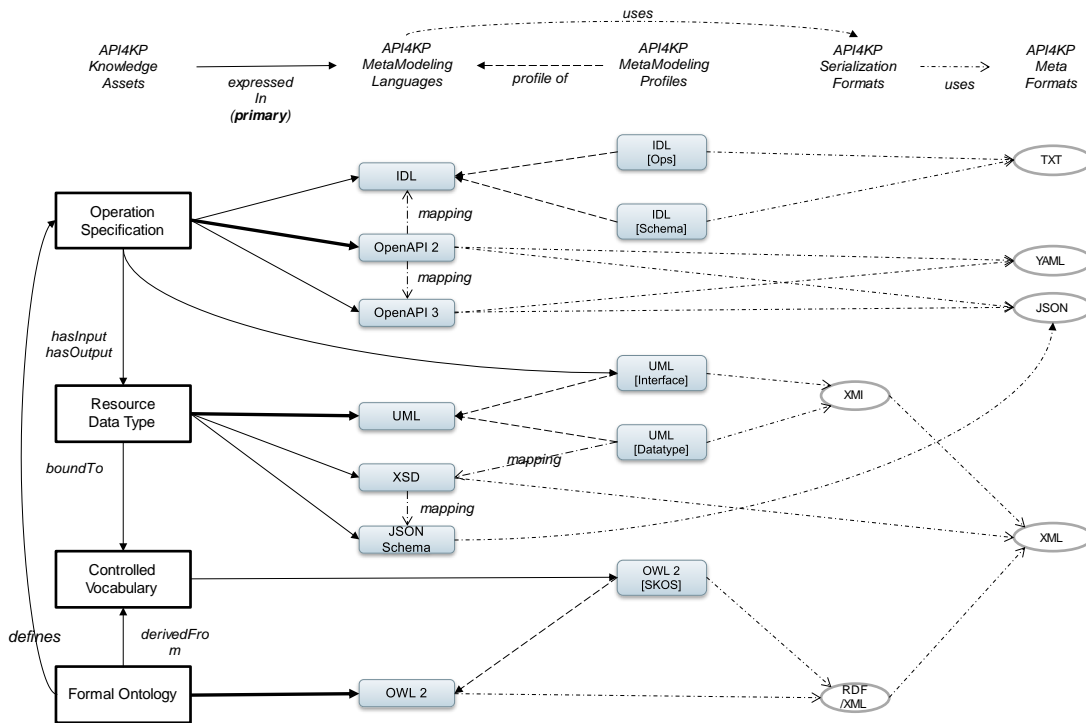 uses
API4KP
Knowledge
Assets
API4KP
MetaModeling
Languages
API4KP
MetaModeling
Profiles
API4KP
Serialization
Formats
API4KP
Meta
Formats
expressed
In
(primary)
profile of
uses
IDL
[Ops]
TXT
IDL
Operation
Specification
mapping
IDL
[Schema]
OpenAPI 2
YAML
mapping
OpenAPI 3
JSON
hasInput
hasOutput
UML
[Interface]
XMI
Resource
Data Type
UML
UML
[Datatype]
boundTo
mapping
XSD
mapping
JSON
Schema
XML
Controlled
Vocabulary
OWL 2
[SKOS]
defines
derivedFro
m
Formal Ontology
OWL 2
RDF
/XML